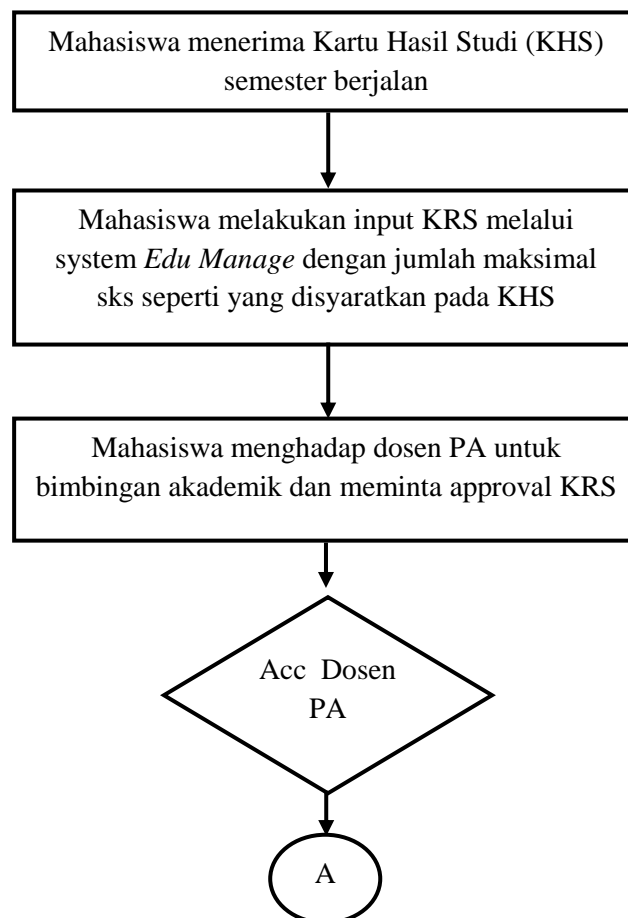 Mahasiswa menerima Kartu Hasil Studi (KHS)
semester berjalan
Mahasiswa melakukan input KRS melalui
system Edu Manage dengan jumlah maksimal
sks seperti yang disyaratkan pada KHS
Mahasiswa menghadap dosen PA untuk
bimbingan akademik dan meminta approval KRS
Acc Dosen
PA
A